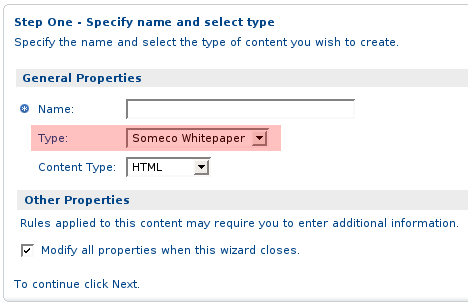 Step One - Specify name and select type
Specify the name and select the type of content you wish to create.
General Properties
Name:
Type: Someco Whitepaper
Content Type: HTML
Other Properties
Rules applied to this content may require you to enter additional information.
Modify all properties when this wizard closes.
To continue click Next.